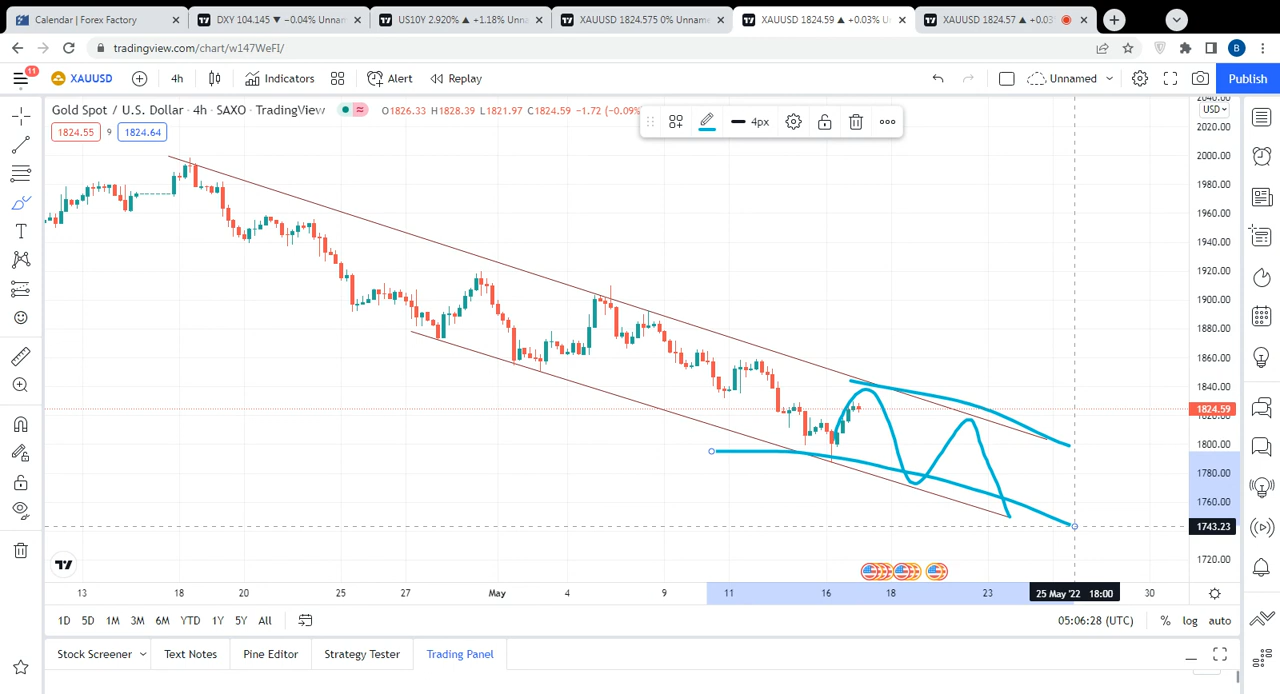 Calendar | Forex Factory
DXY 104.145 ▼ −0.04% Unnam
US10Y 2.920% ▲ +1.18% Unn
XAUUSD 1824.575 0% Unname
XAUUSD 1824.59 ▲ +0.03% U
XAUUSD 1824.57 ▲ +0.03
tradingview.com/chart/w147WeFI/
B
11
XAUUSD
4h
Indicators
Alert
Replay
Unnamed
Publish
Gold Spot / U.S. Dollar · 4h · SAXO · TradingView
O1826.33 H1828.39 L1821.97 C1824.59 −1.72 (−0.09%
4px
1824.55 9 1824.64
USD
2040.00
2020.00
2000.00
1980.00
1960.00
1940.00
1920.00
1900.00
1880.00
1860.00
1840.00
1824.59
1820.00
1800.00
1780.00
1760.00
1743.23
1720.00
13 18 20 25 27 May 4 9 11 16 18 23 25 May '22 18:00 30
1D 5D 1M 3M 6M YTD 1Y 5Y All
05:06:28 (UTC) % log auto
Stock Screener Text Notes Pine Editor Strategy Tester Trading Panel